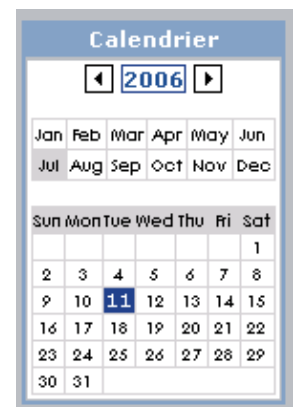 Calendrier
2006
Jan Feb Mar Apr May Jun
Jul Aug Sep Oct Nov Dec
Sun Mon Tue Wed Thu Fri Sat
1
2 3 4 5 6 7 8
9 10 11 12 13 14 15
16 17 18 19 20 21 22
23 24 25 26 27 28 29
30 31